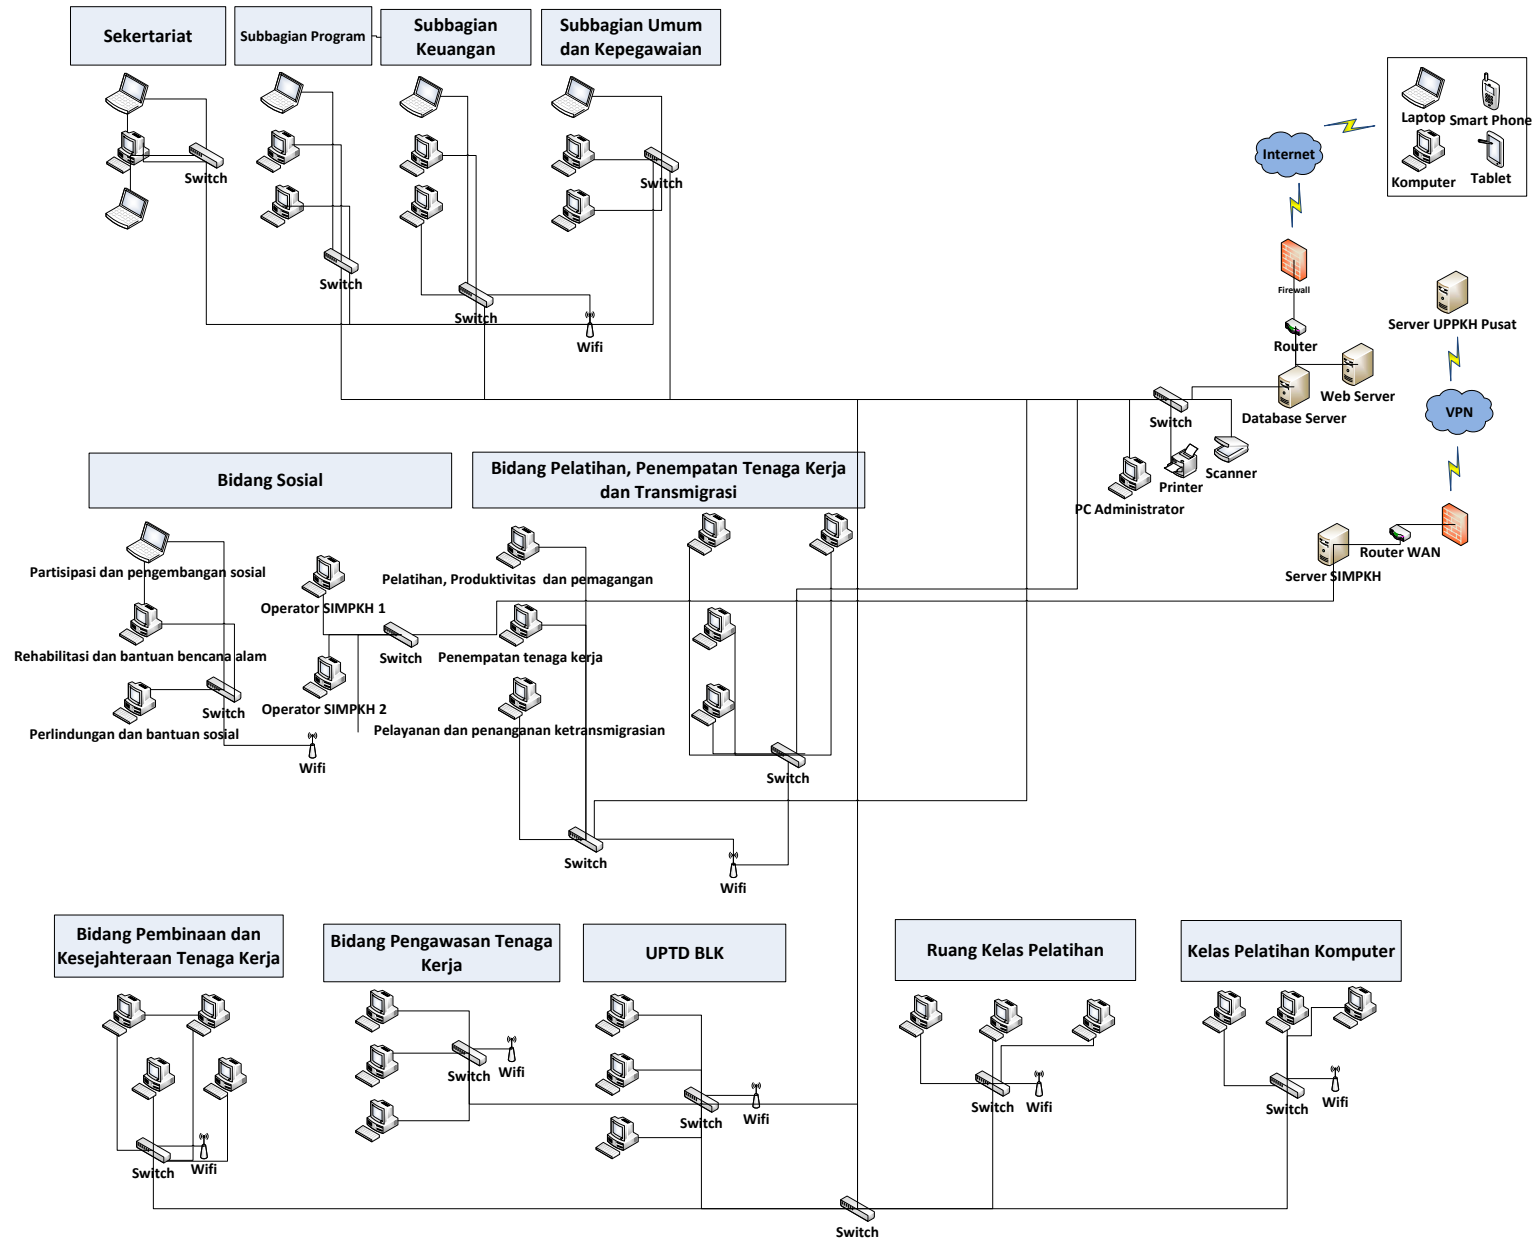 Sekertariat
Subbagian Program
Subbagian
Keuangan
Subbagian Umum
dan Kepegawaian
Switch
Switch
Switch
Switch
Wifi
Laptop
Smart Phone
Komputer
Tablet
Internet
Firewall
Router
Server UPPKH Pusat
Web Server
Database Server
VPN
Switch
Scanner
Printer
PC Administrator
Router WAN
Server SIMPKH
Bidang Sosial
Bidang Pelatihan, Penempatan Tenaga Kerja
dan Transmigrasi
Partisipasi dan pengembangan sosial
Operator SIMPKH 1
Pelatihan, Produktivitas  dan pemagangan
Rehabilitasi dan bantuan bencana alam
Switch
Penempatan tenaga kerja
Switch
Operator SIMPKH 2
Perlindungan dan bantuan sosial
Pelayanan dan penanganan ketransmigrasian
Wifi
Switch
Switch
Wifi
Bidang Pembinaan dan
Kesejahteraan Tenaga Kerja
Bidang Pengawasan Tenaga
Kerja
UPTD BLK
Ruang Kelas Pelatihan
Kelas Pelatihan Komputer
Switch
Wifi
Switch
Wifi
Switch
Wifi
Switch
Wifi
Switch
Wifi
Switch